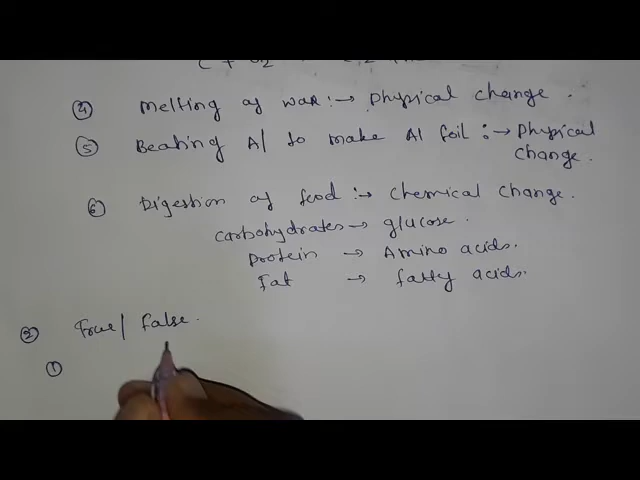 ④ Melting of wax :→ physical change .
⑤ Beating Al to make Al foil :→ Physical change .
⑥ Digestion of food :→ Chemical change .
Carbohydrates → glucose .
Protein → Amino acids .
Fat → fatty acids .
② True / False .
①